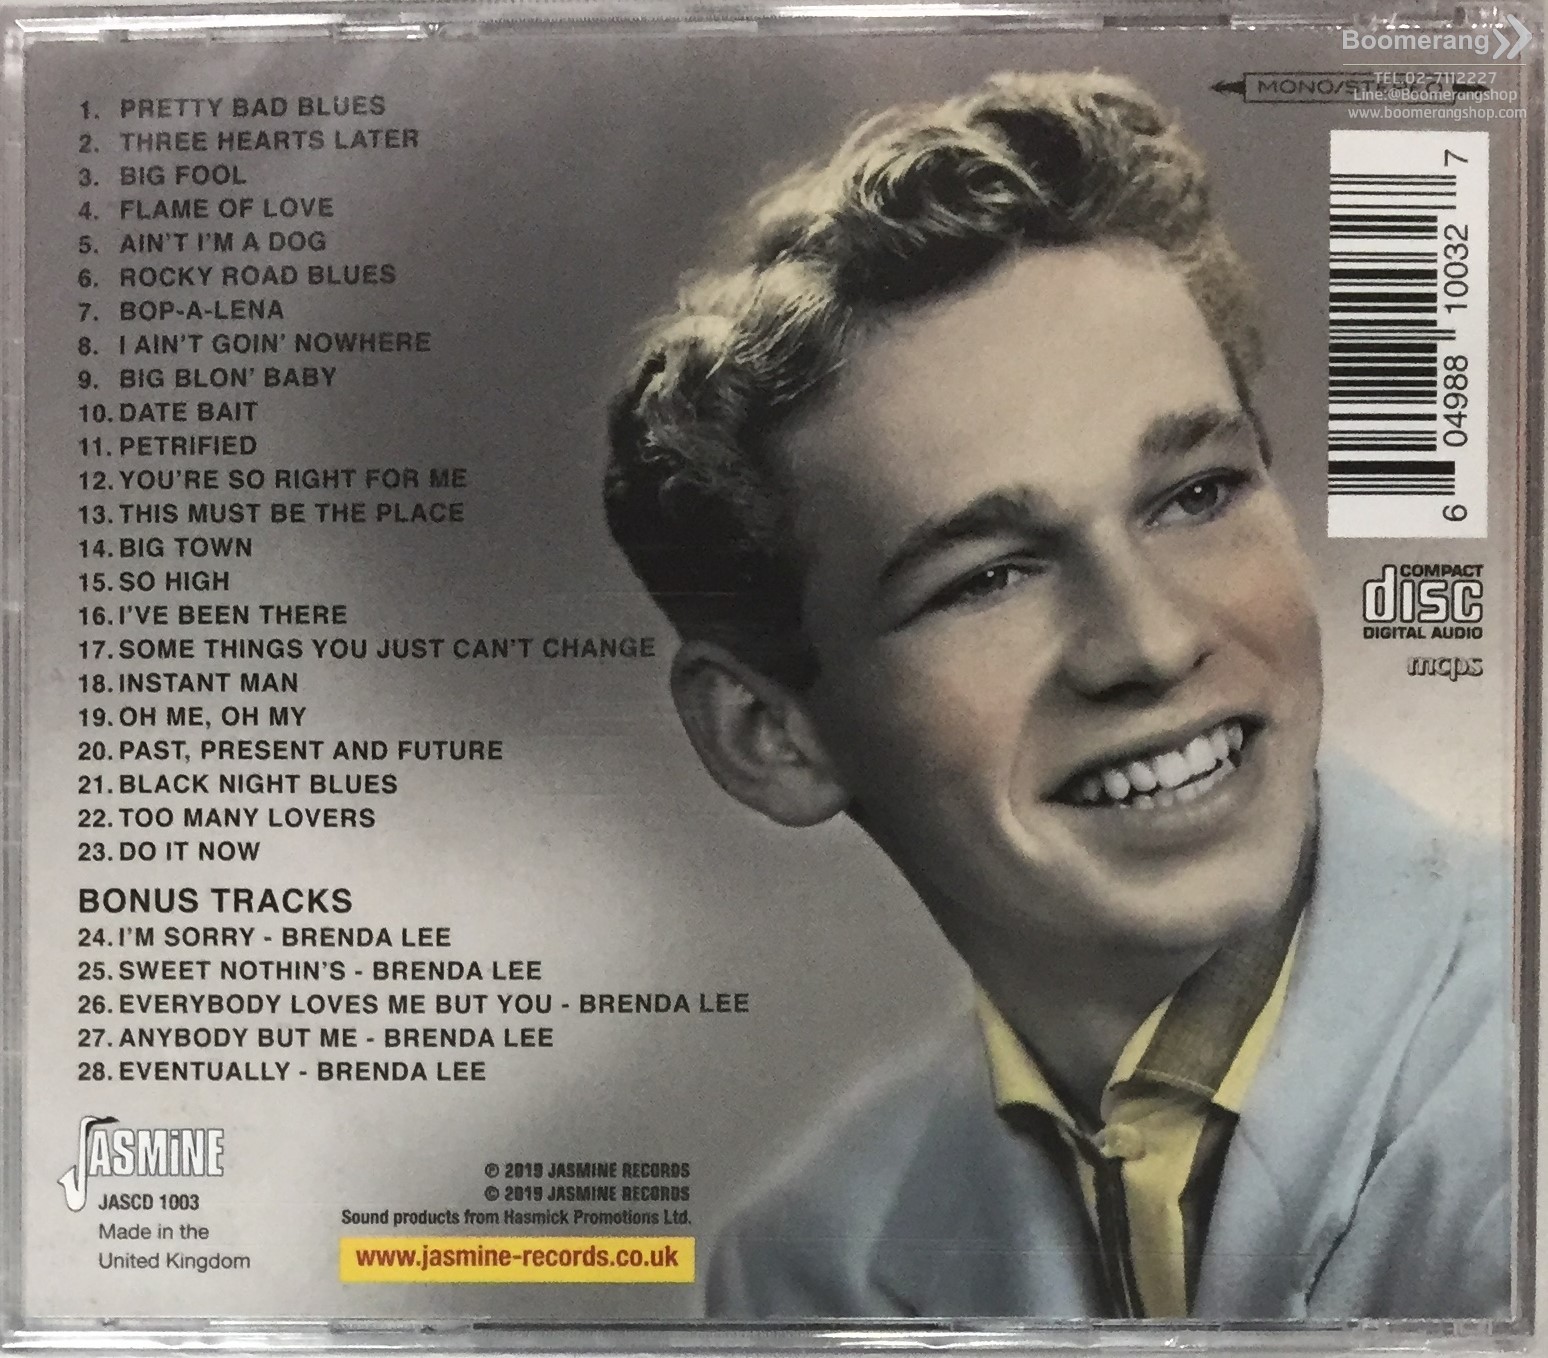 Boomerang
TEL 02-7112227
Line:@Boomerangshop
www.boomerangshop.com
MONO/STEREO
1. PRETTY BAD BLUES
2. THREE HEARTS LATER
3. BIG FOOL
4. FLAME OF LOVE
5. AIN'T I'M A DOG
6. ROCKY ROAD BLUES
7. BOP-A-LENA
8. I AIN'T GOIN' NOWHERE
9. BIG BLON' BABY
10. DATE BAIT
11. PETRIFIED
12. YOU'RE SO RIGHT FOR ME
13. THIS MUST BE THE PLACE
14. BIG TOWN
15. SO HIGH
16. I'VE BEEN THERE
17. SOME THINGS YOU JUST CAN'T CHANGE
18. INSTANT MAN
19. OH ME, OH MY
20. PAST, PRESENT AND FUTURE
21. BLACK NIGHT BLUES
22. TOO MANY LOVERS
23. DO IT NOW
BONUS TRACKS
24. I'M SORRY - BRENDA LEE
25. SWEET NOTHIN'S - BRENDA LEE
26. EVERYBODY LOVES ME BUT YOU - BRENDA LEE
27. ANYBODY BUT ME - BRENDA LEE
28. EVENTUALLY - BRENDA LEE
6 04988 10032 7
COMPACT
disc
DIGITAL AUDIO
mcps
JASMiNE
JASCD 1003
Made in the
United Kingdom
℗ 2019 JASMINE RECORDS
© 2019 JASMINE RECORDS
Sound products from Hasmick Promotions Ltd.
www.jasmine-records.co.uk